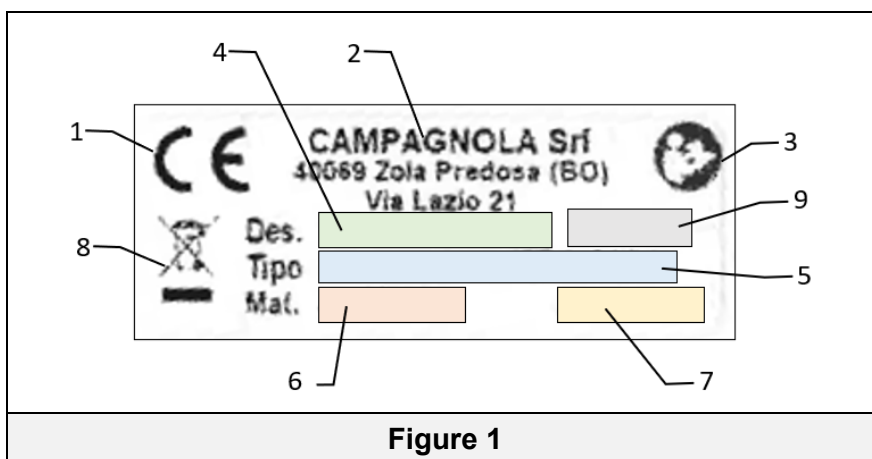 4
2
1
CE
CAMPAGNOLA Srl
3
40069 Zola Predosa (BO)
Via Lazio 21
9
8
Des.
Tipo
5
Mat.
6
7
Figure 1